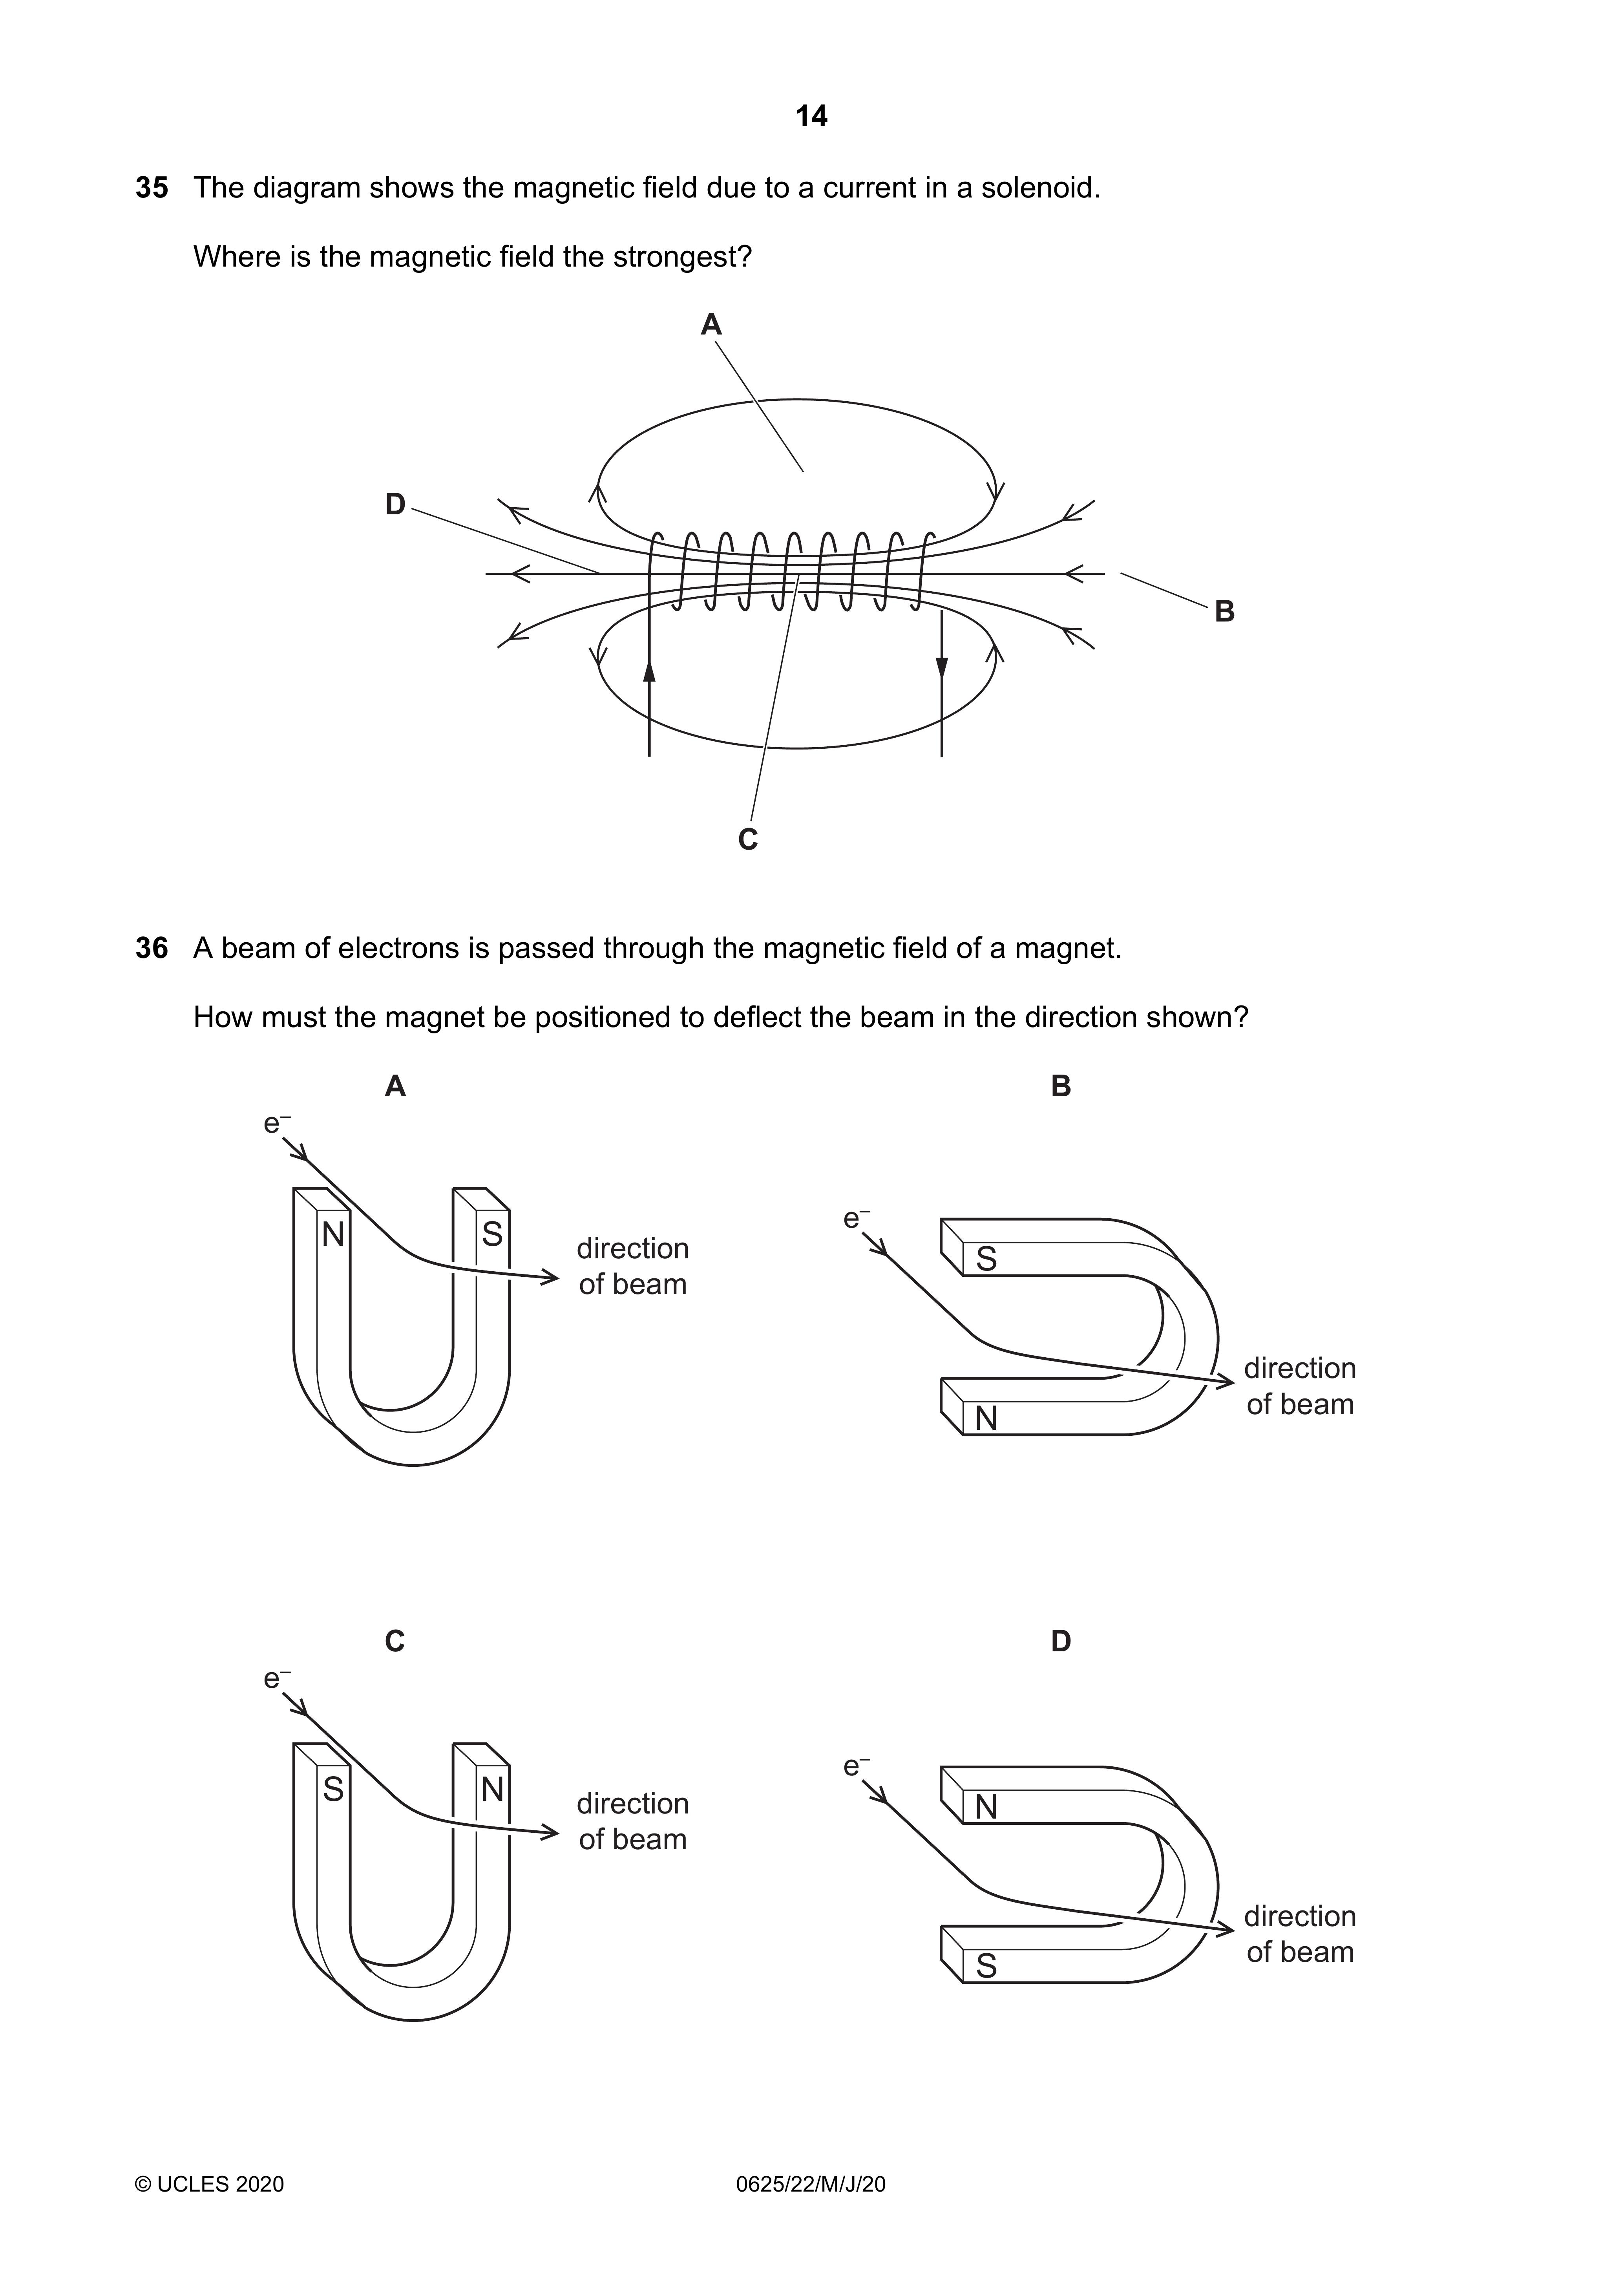 14
35 The diagram shows the magnetic field due to a current in a solenoid.
Where is the magnetic field the strongest?
A
D
B
C
36 A beam of electrons is passed through the magnetic field of a magnet.
How must the magnet be positioned to deflect the beam in the direction shown?
A
B
e–
N
S
direction
of beam
e–
S
N
direction
of beam
C
D
e–
S
N
direction
of beam
e–
N
S
direction
of beam
© UCLES 2020
0625/22/M/J/20